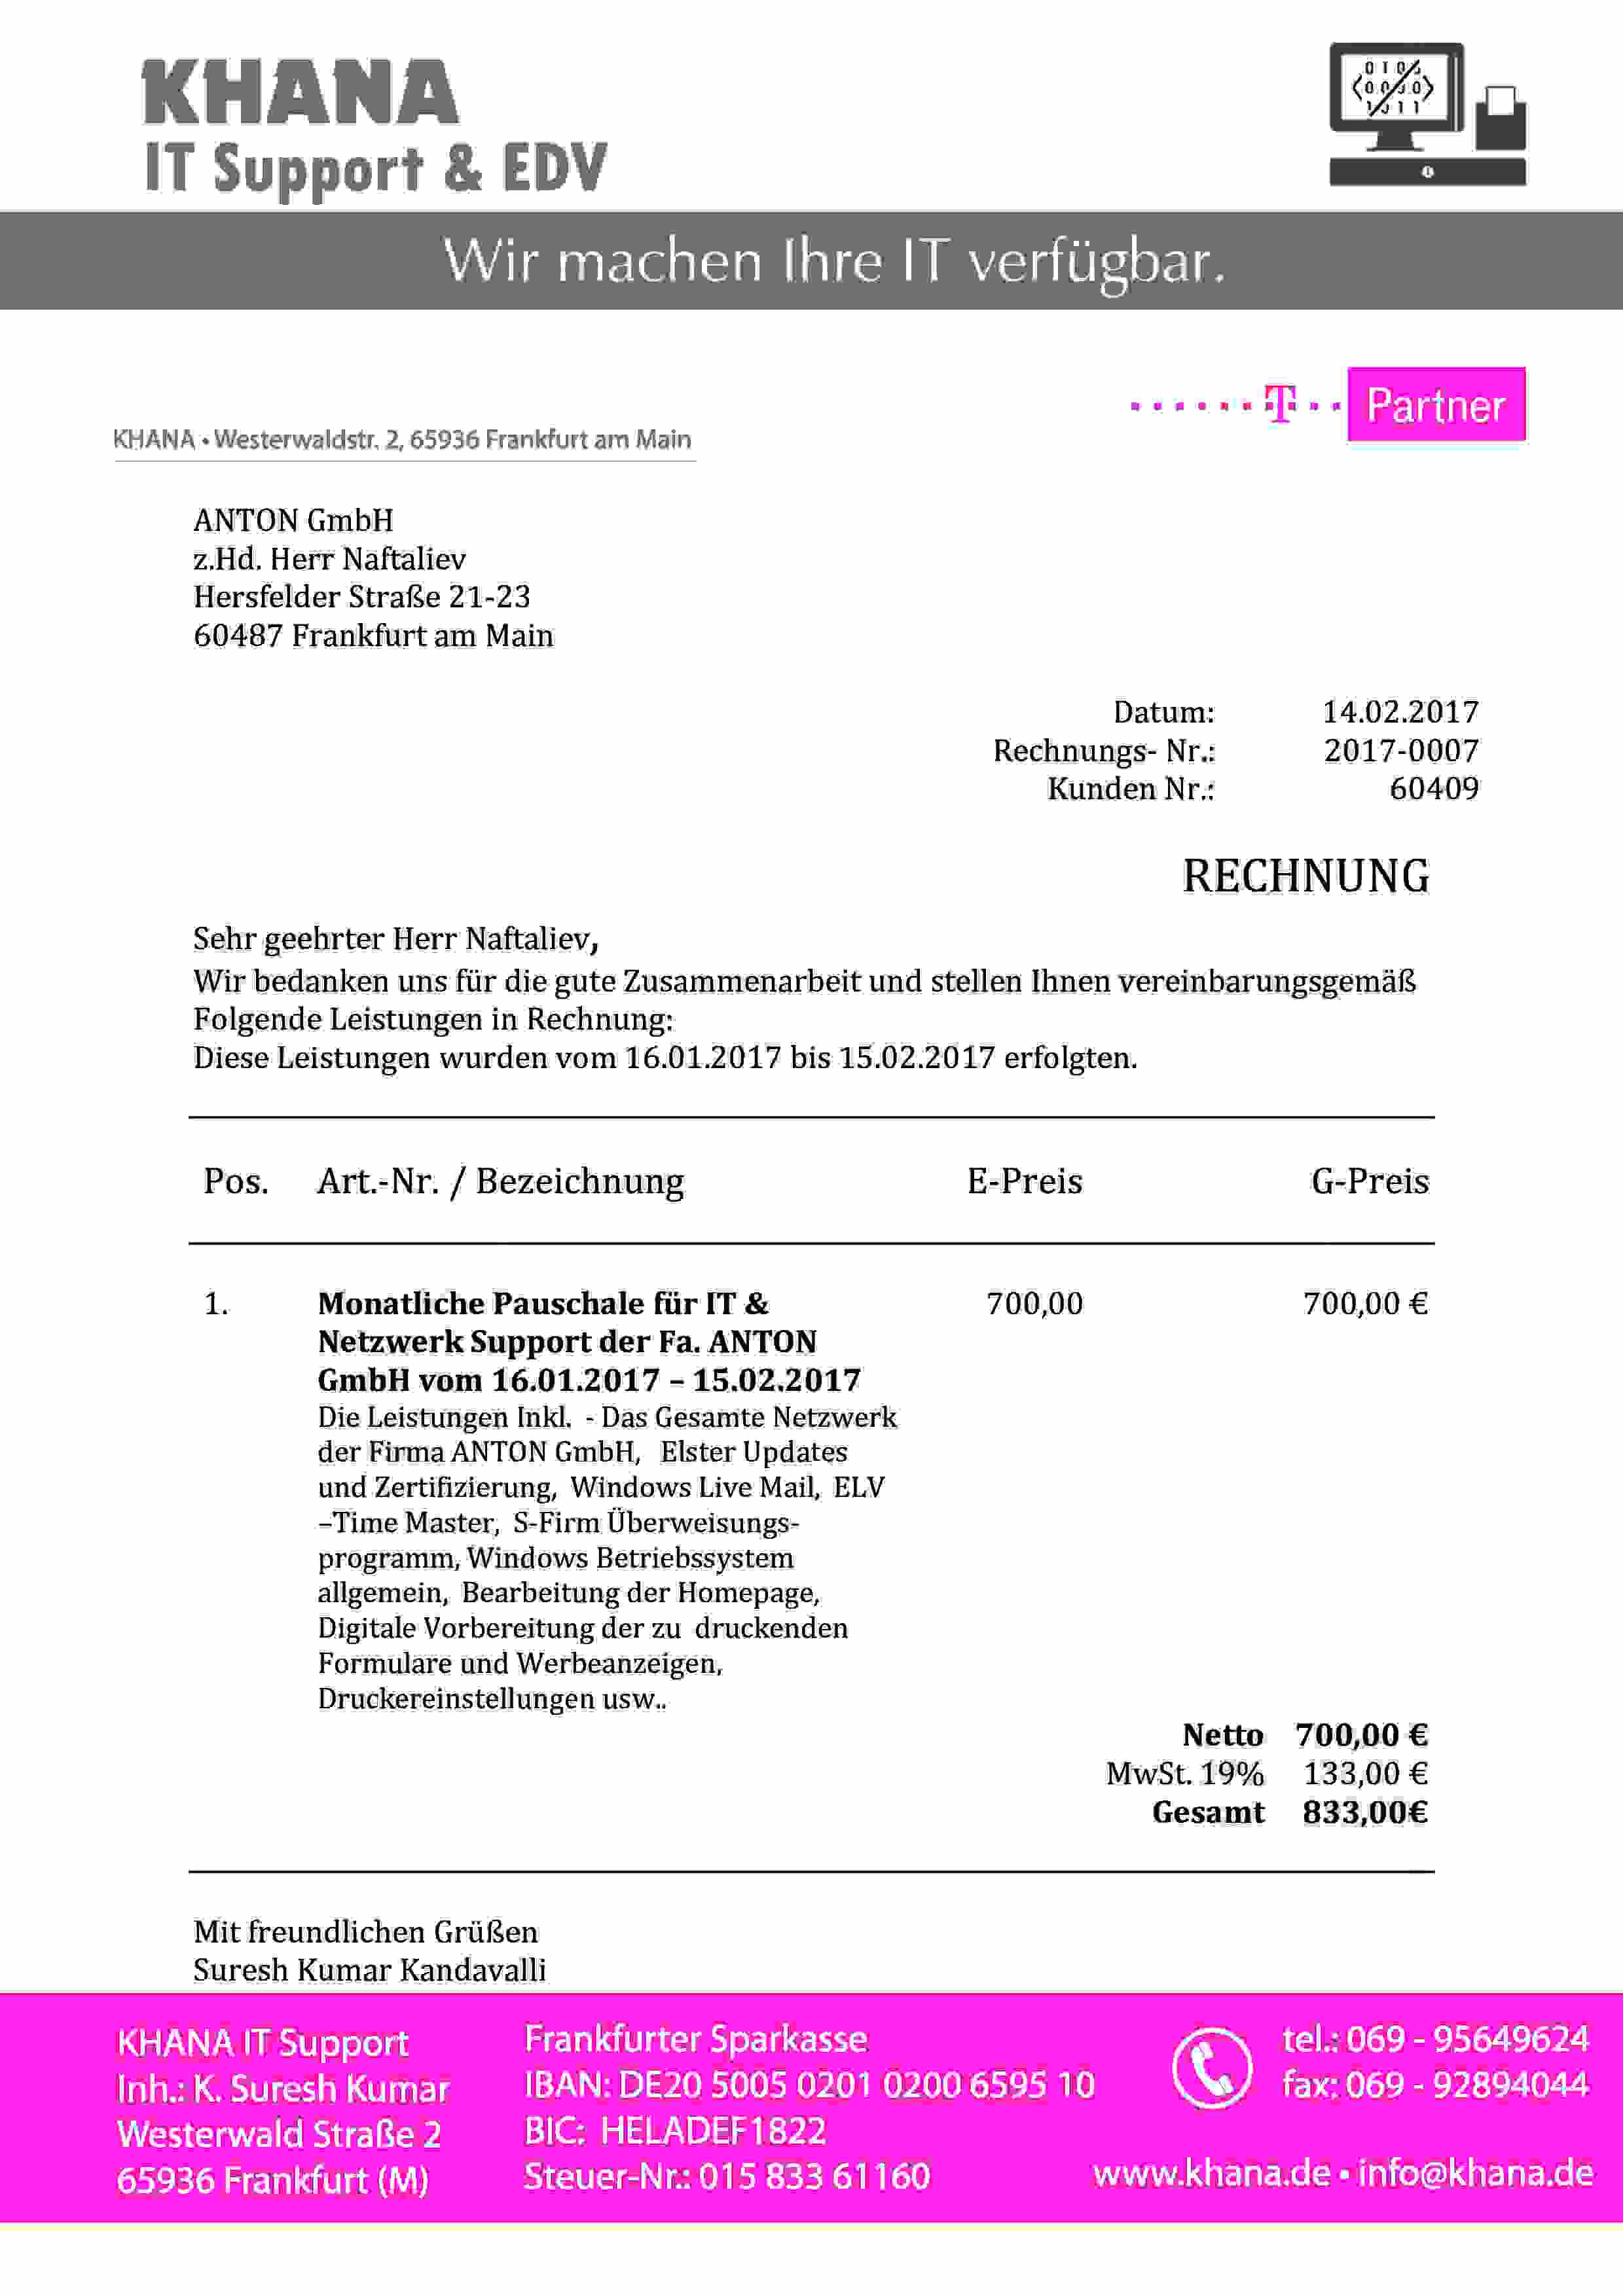 KHANA
IT Support & EDV
Wir machen Ihre IT verfügbar.
T Partner
KHANA • Westerwaldstr. 2, 65936 Frankfurt am Main
ANTON GmbH
z.Hd. Herr Naftaliev
Hersfelder Straße 21-23
60487 Frankfurt am Main
Datum: 14.02.2017
Rechnungs- Nr.: 2017-0007
Kunden Nr.: 60409
RECHNUNG
Sehr geehrter Herr Naftaliev,
Wir bedanken uns für die gute Zusammenarbeit und stellen Ihnen vereinbarungsgemäß
Folgende Leistungen in Rechnung:
Diese Leistungen wurden vom 16.01.2017 bis 15.02.2017 erfolgten.
Pos. Art.-Nr. / Bezeichnung E-Preis G-Preis
1. Monatliche Pauschale für IT & 700,00 700,00 €
Netzwerk Support der Fa. ANTON
GmbH vom 16.01.2017 – 15.02.2017
Die Leistungen Inkl. - Das Gesamte Netzwerk
der Firma ANTON GmbH, Elster Updates
und Zertifizierung, Windows Live Mail, ELV
–Time Master, S-Firm Überweisungs-
programm, Windows Betriebssystem
allgemein, Bearbeitung der Homepage,
Digitale Vorbereitung der zu druckenden
Formulare und Werbeanzeigen,
Druckereinstellungen usw..
Netto 700,00 €
MwSt. 19% 133,00 €
Gesamt 833,00€
Mit freundlichen Grüßen
Suresh Kumar Kandavalli
KHANA IT Support
Inh.: K. Suresh Kumar
Westerwald Straße 2
65936 Frankfurt (M)
Frankfurter Sparkasse
IBAN: DE20 5005 0201 0200 6595 10
BIC: HELADEF1822
Steuer-Nr.: 015 833 61160
tel.: 069 - 95649624
fax: 069 - 92894044
www.khana.de • info@khana.de